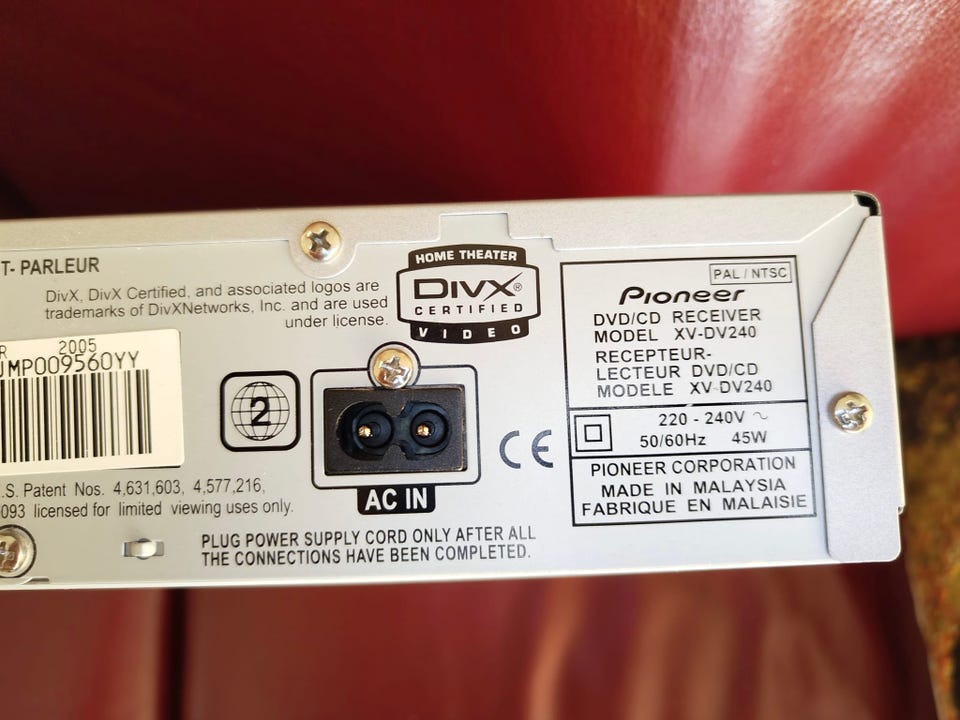 T- PARLEUR
DivX, DivX Certified, and associated logos are
trademarks of DivXNetworks, Inc. and are used
under license.
HOME THEATER
DIVX®
CERTIFIED
VIDEO
PAL / NTSC
Pioneer
DVD/CD RECEIVER
MODEL XV-DV240
RECEPTEUR-
LECTEUR DVD/CD
MODELE XV-DV240
220 - 240V ~
50/60Hz 45W
PIONEER CORPORATION
MADE IN MALAYSIA
FABRIQUE EN MALAISIE
R 2005
JMP009560YY
2
AC IN
CE
.S. Patent Nos. 4,631,603, 4,577,216,
093 licensed for limited viewing uses only.
PLUG POWER SUPPLY CORD ONLY AFTER ALL
THE CONNECTIONS HAVE BEEN COMPLETED.